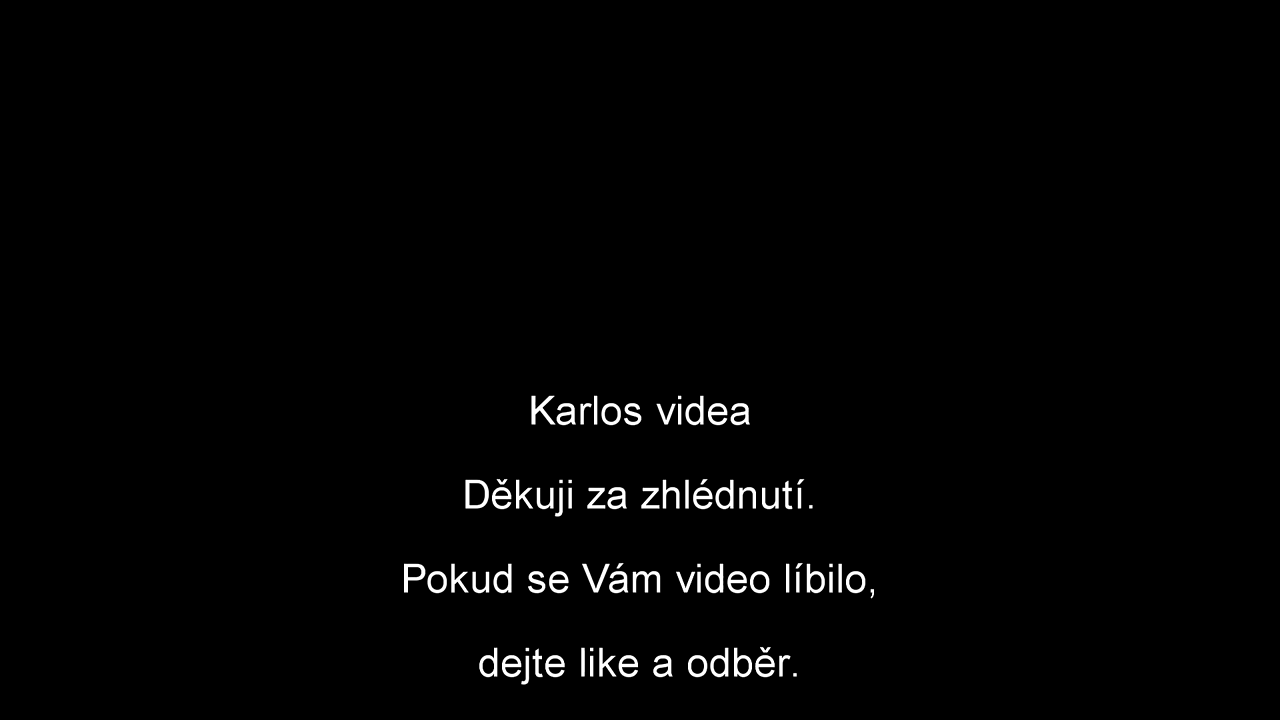 Karlos videa
Děkuji za zhlédnutí.
Pokud se Vám video líbilo,
dejte like a odběr.